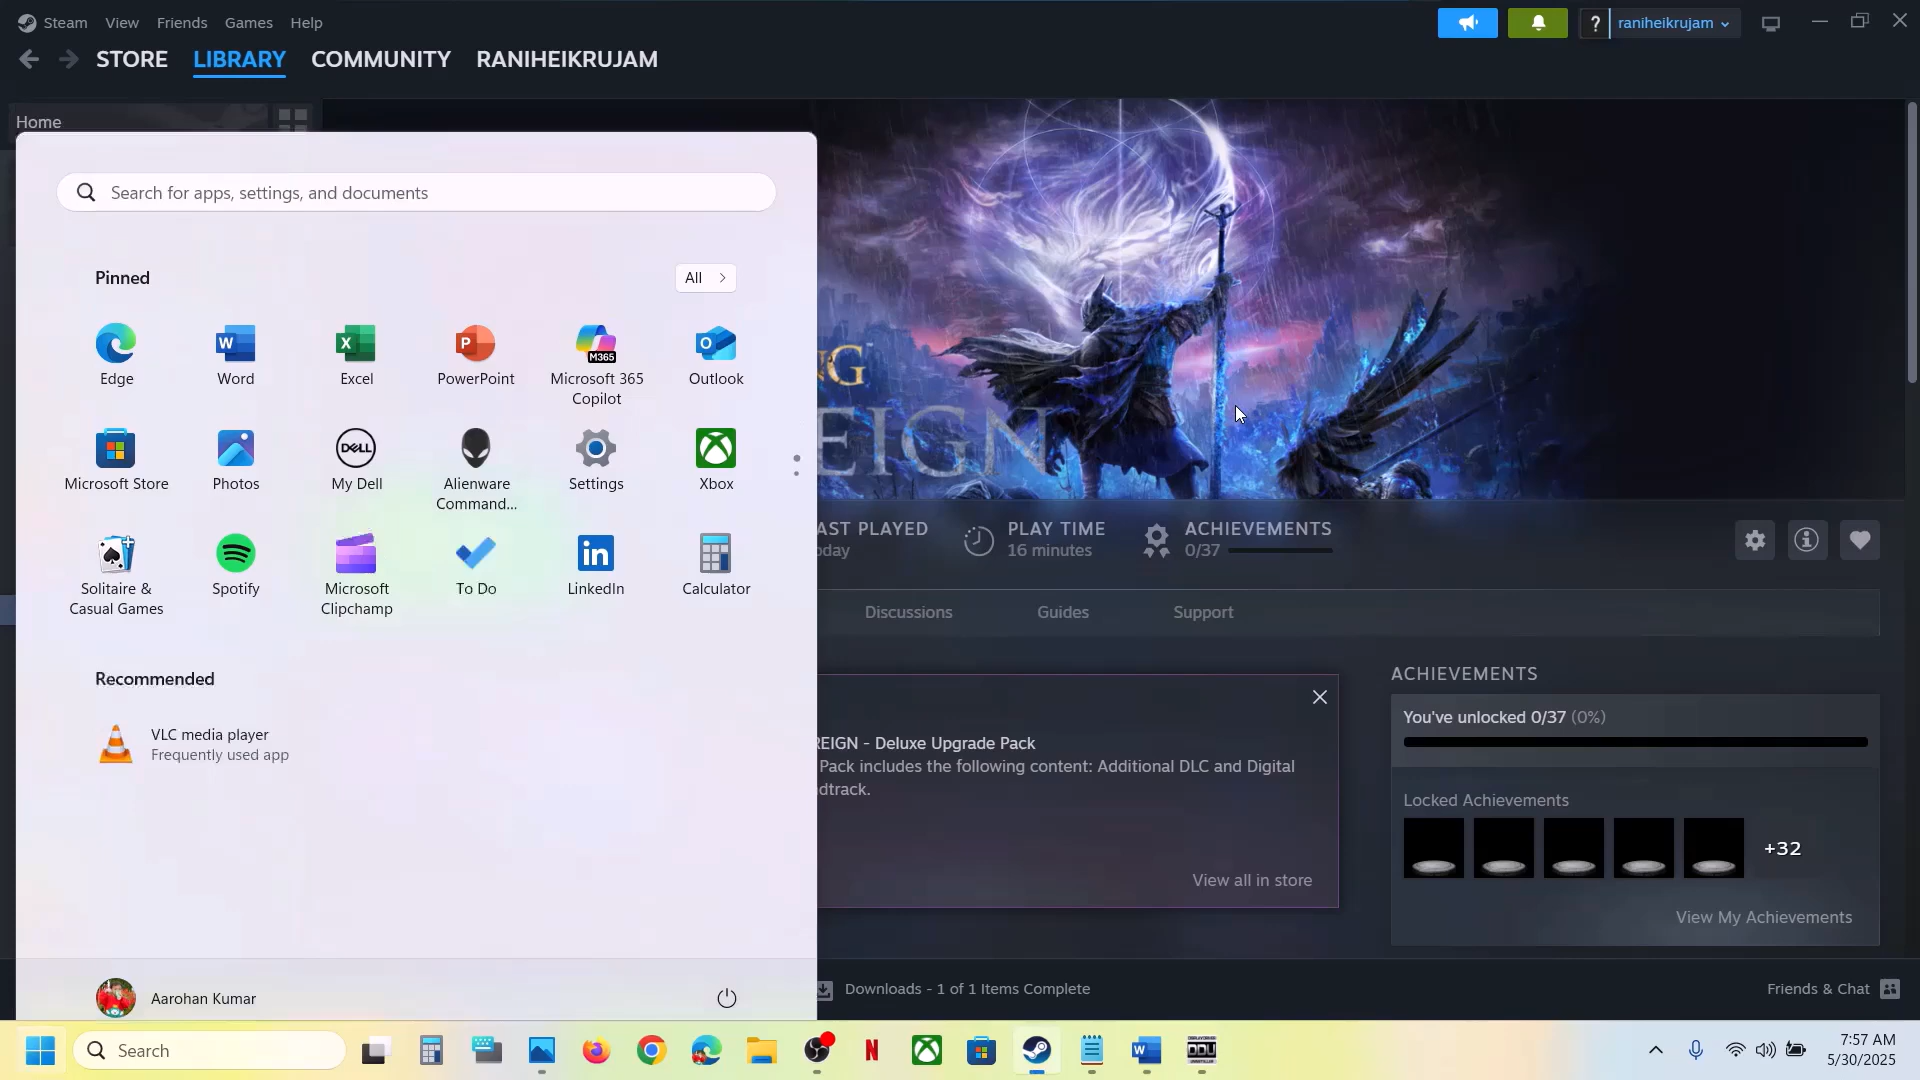 Steam View Friends Games Help
? raniheikrujam
STORE LIBRARY COMMUNITY RANIHEIKRUJAM
Home
Search for apps, settings, and documents
Pinned
All
Edge
Word
Excel
PowerPoint
Microsoft 365
Copilot
Outlook
Microsoft Store
Photos
My Dell
Alienware
Command...
Settings
Xbox
Solitaire &
Casual Games
Spotify
Microsoft
Clipchamp
To Do
LinkedIn
Calculator
Recommended
VLC media player
Frequently used app
Aarohan Kumar
NG
EIGN
AST PLAYED
oday
PLAY TIME
16 minutes
ACHIEVEMENTS
0/37
Discussions
Guides
Support
REIGN - Deluxe Upgrade Pack
Pack includes the following content: Additional DLC and Digital
dtrack.
View all in store
ACHIEVEMENTS
You've unlocked 0/37 (0%)
Locked Achievements
+32
View My Achievements
Downloads - 1 of 1 Items Complete
Friends & Chat
Search
7:57 AM
5/30/2025